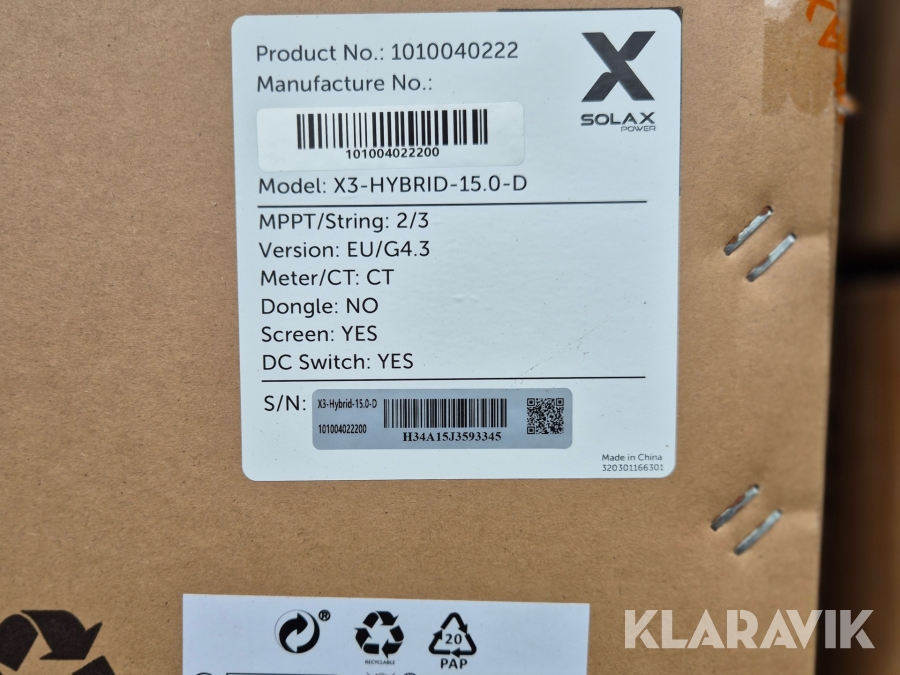 Product No.: 1010040222
Manufacture No.:
101004022200
SOLAX
POWER
Model: X3-HYBRID-15.0-D
MPPT/String: 2/3
Version: EU/G4.3
Meter/CT: CT
Dongle: NO
Screen: YES
DC Switch: YES
S/N:
X3-Hybrid-15.0-D
101004022200
H34A15J3593345
Made in China
320301166301
®
RECYCLABLE
20
PAP
KLARAVIK